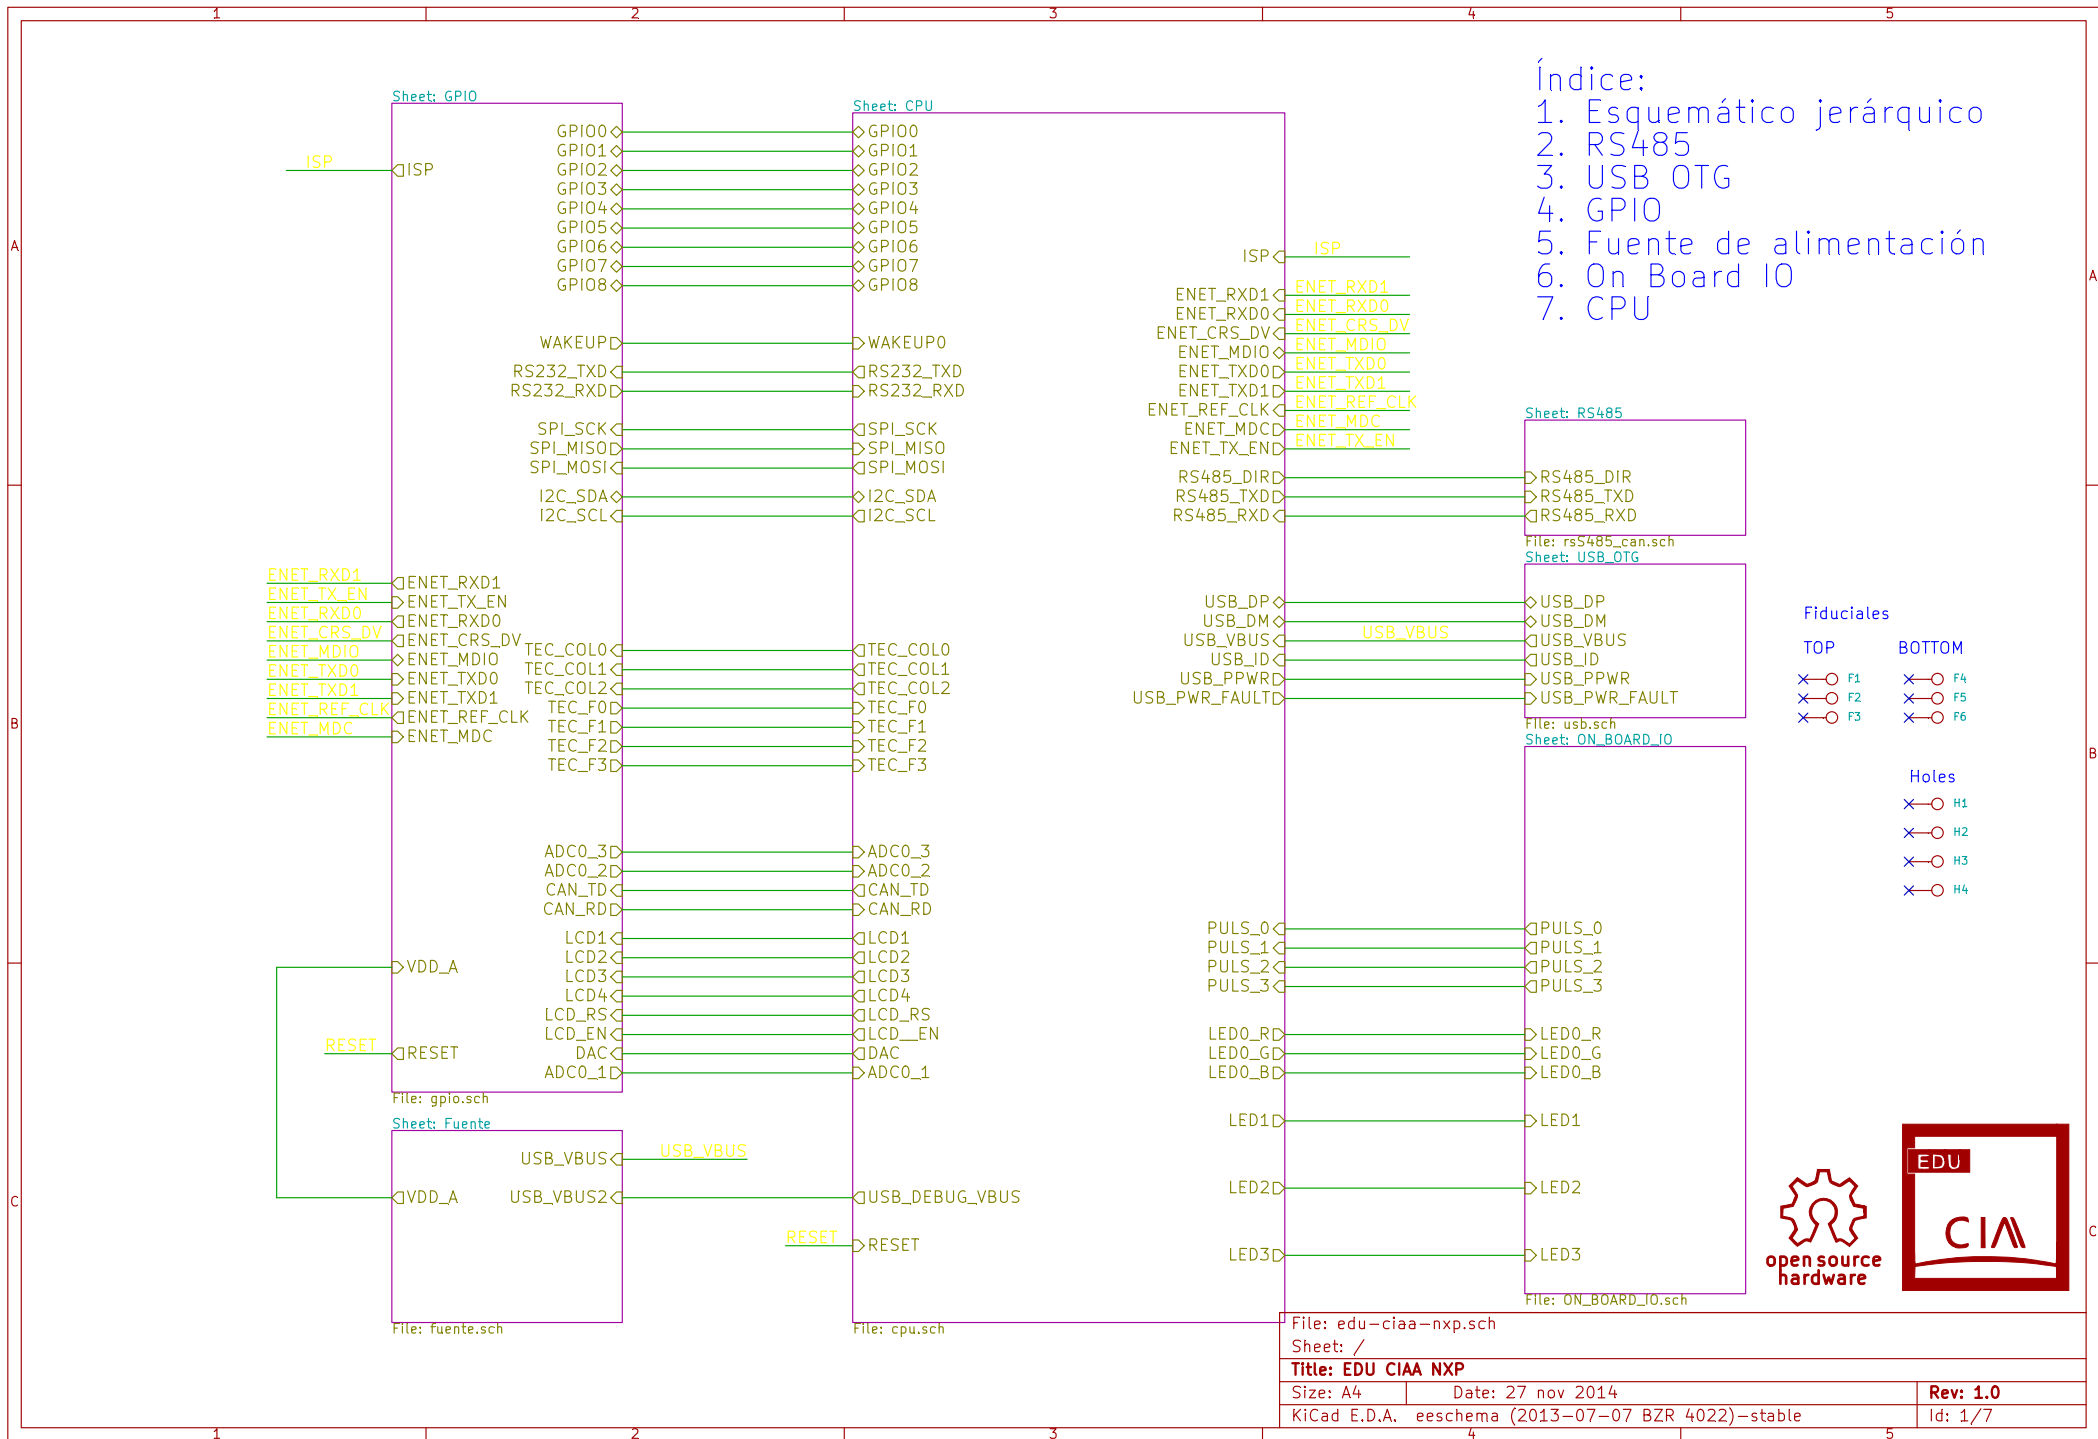 1 2 3 4 5
A
B
C
Sheet: GPIO
ISP
ISP
GPIO0
GPIO1
GPIO2
GPIO3
GPIO4
GPIO5
GPIO6
GPIO7
GPIO8
WAKEUP
RS232_TXD
RS232_RXD
SPI_SCK
SPI_MISO
SPI_MOSI
I2C_SDA
I2C_SCL
ENET_RXD1 ENET_RXD1
ENET_TX_EN ENET_TX_EN
ENET_RXD0 ENET_RXD0
ENET_CRS_DV ENET_CRS_DV
ENET_MDIO ENET_MDIO
ENET_TXD0 ENET_TXD0
ENET_TXD1 ENET_TXD1
ENET_REF_CLK ENET_REF_CLK
ENET_MDC ENET_MDC
TEC_COL0
TEC_COL1
TEC_COL2
TEC_F0
TEC_F1
TEC_F2
TEC_F3
ADC0_3
ADC0_2
CAN_TD
CAN_RD
LCD1
LCD2
LCD3
LCD4
LCD_RS
LCD_EN
DAC
ADC0_1
VDD_A
RESET RESET
File: gpio.sch
Sheet: Fuente
USB_VBUS USB_VBUS
VDD_A USB_VBUS2
File: fuente.sch
Sheet: CPU
GPIO0
GPIO1
GPIO2
GPIO3
GPIO4
GPIO5
GPIO6
GPIO7
GPIO8
WAKEUP0
RS232_TXD
RS232_RXD
SPI_SCK
SPI_MISO
SPI_MOSI
I2C_SDA
I2C_SCL
TEC_COL0
TEC_COL1
TEC_COL2
TEC_F0
TEC_F1
TEC_F2
TEC_F3
ADC0_3
ADC0_2
CAN_TD
CAN_RD
LCD1
LCD2
LCD3
LCD4
LCD_RS
LCD__EN
DAC
ADC0_1
USB_DEBUG_VBUS
RESET RESET
File: cpu.sch
ISP ISP
ENET_RXD1 ENET_RXD1
ENET_RXD0 ENET_RXD0
ENET_CRS_DV ENET_CRS_DV
ENET_MDIO ENET_MDIO
ENET_TXD0 ENET_TXD0
ENET_TXD1 ENET_TXD1
ENET_REF_CLK ENET_REF_CLK
ENET_MDC ENET_MDC
ENET_TX_EN ENET_TX_EN
RS485_DIR
RS485_TXD
RS485_RXD
USB_DP
USB_DM
USB_VBUS USB_VBUS
USB_ID
USB_PPWR
USB_PWR_FAULT
PULS_0
PULS_1
PULS_2
PULS_3
LED0_R
LED0_G
LED0_B
LED1
LED2
LED3
Índice:
1. Esquemático jerárquico
2. RS485
3. USB OTG
4. GPIO
5. Fuente de alimentación
6. On Board IO
7. CPU
Sheet: RS485
RS485_DIR
RS485_TXD
RS485_RXD
File: rsS485_can.sch
Sheet: USB_OTG
USB_DP
USB_DM
USB_VBUS
USB_ID
USB_PPWR
USB_PWR_FAULT
File: usb.sch
Sheet: ON_BOARD_IO
PULS_0
PULS_1
PULS_2
PULS_3
LED0_R
LED0_G
LED0_B
LED1
LED2
LED3
File: ON_BOARD_IO.sch
Fiduciales
TOP BOTTOM
F1 F4
F2 F5
F3 F6
Holes
H1
H2
H3
H4
open source
hardware
EDU
CIAA
File: edu-ciaa-nxp.sch
Sheet: /
Title: EDU CIAA NXP
Size: A4 Date: 27 nov 2014 Rev: 1.0
KiCad E.D.A. eeschema (2013-07-07 BZR 4022)-stable Id: 1/7
A
B
C
1 2 3 4 5